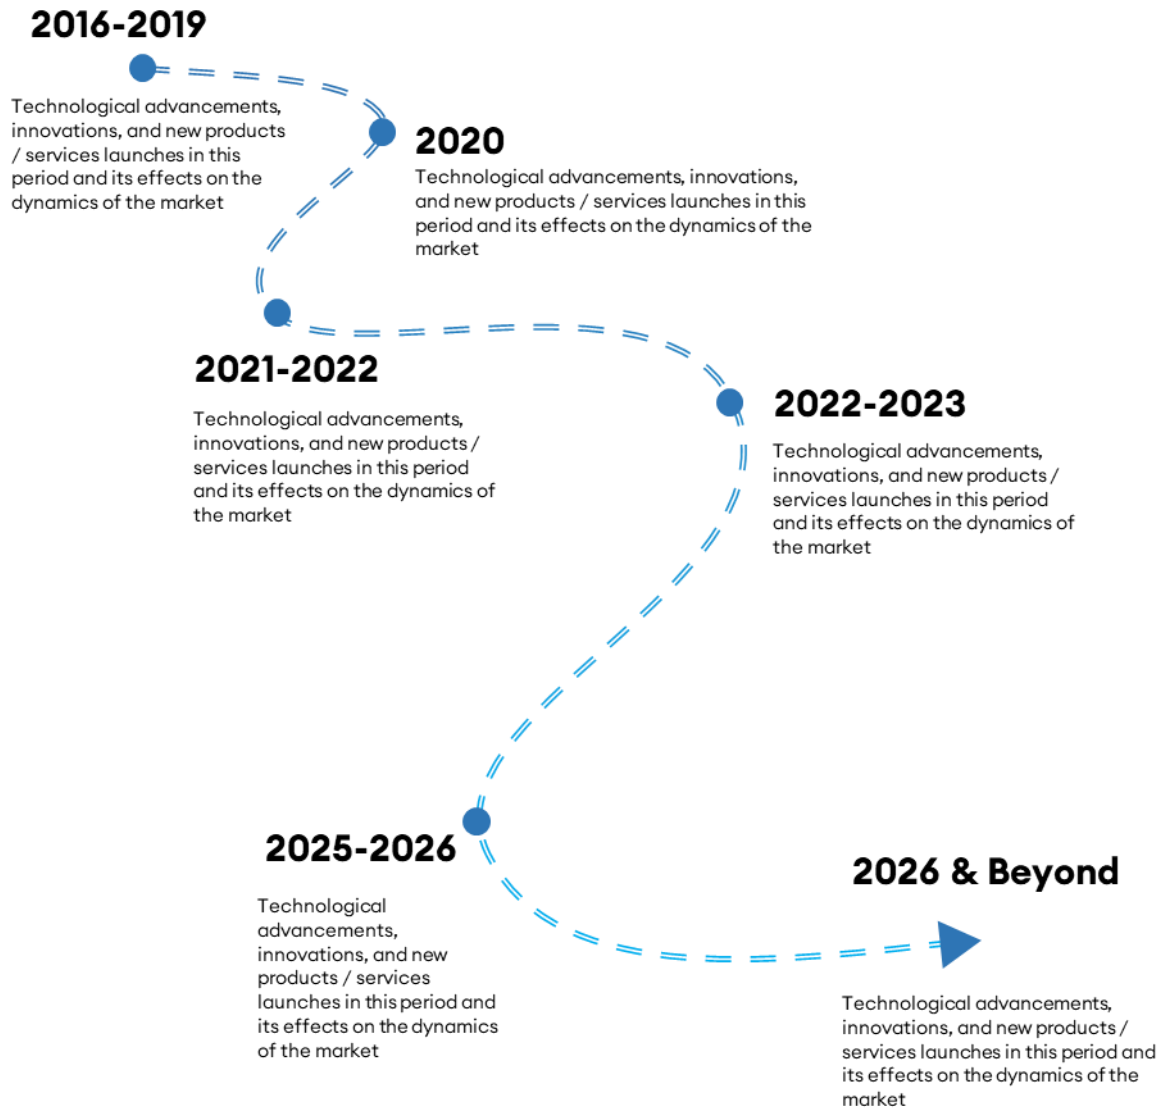 2016-2019
Technological advancements,
innovations, and new products
/ services launches in this
period and its effects on the
dynamics of the market
2020
Technological advancements, innovations,
and new products / services launches in this
period and its effects on the dynamics of the
market
2021-2022
Technological advancements,
innovations, and new products /
services launches in this period
and its effects on the dynamics of
the market
2022-2023
Technological advancements,
innovations, and new products /
services launches in this period
and its effects on the dynamics of
the market
2025-2026
Technological
advancements,
innovations, and new
products / services
launches in this period and
its effects on the dynamics
of the market
2026 & Beyond
Technological advancements,
innovations, and new products /
services launches in this period and
its effects on the dynamics of the
market